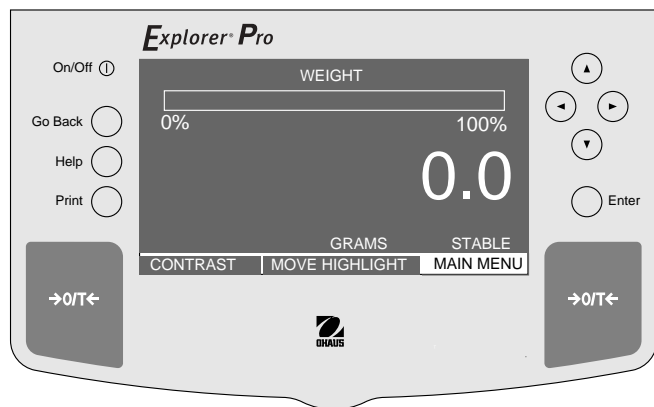 Explorer® Pro
On/Off
Go Back
Help
Print
WEIGHT
0% 100%
0.0
GRAMS STABLE
CONTRAST MOVE HIGHLIGHT MAIN MENU
Enter
→0/T← →0/T←
OHAUS